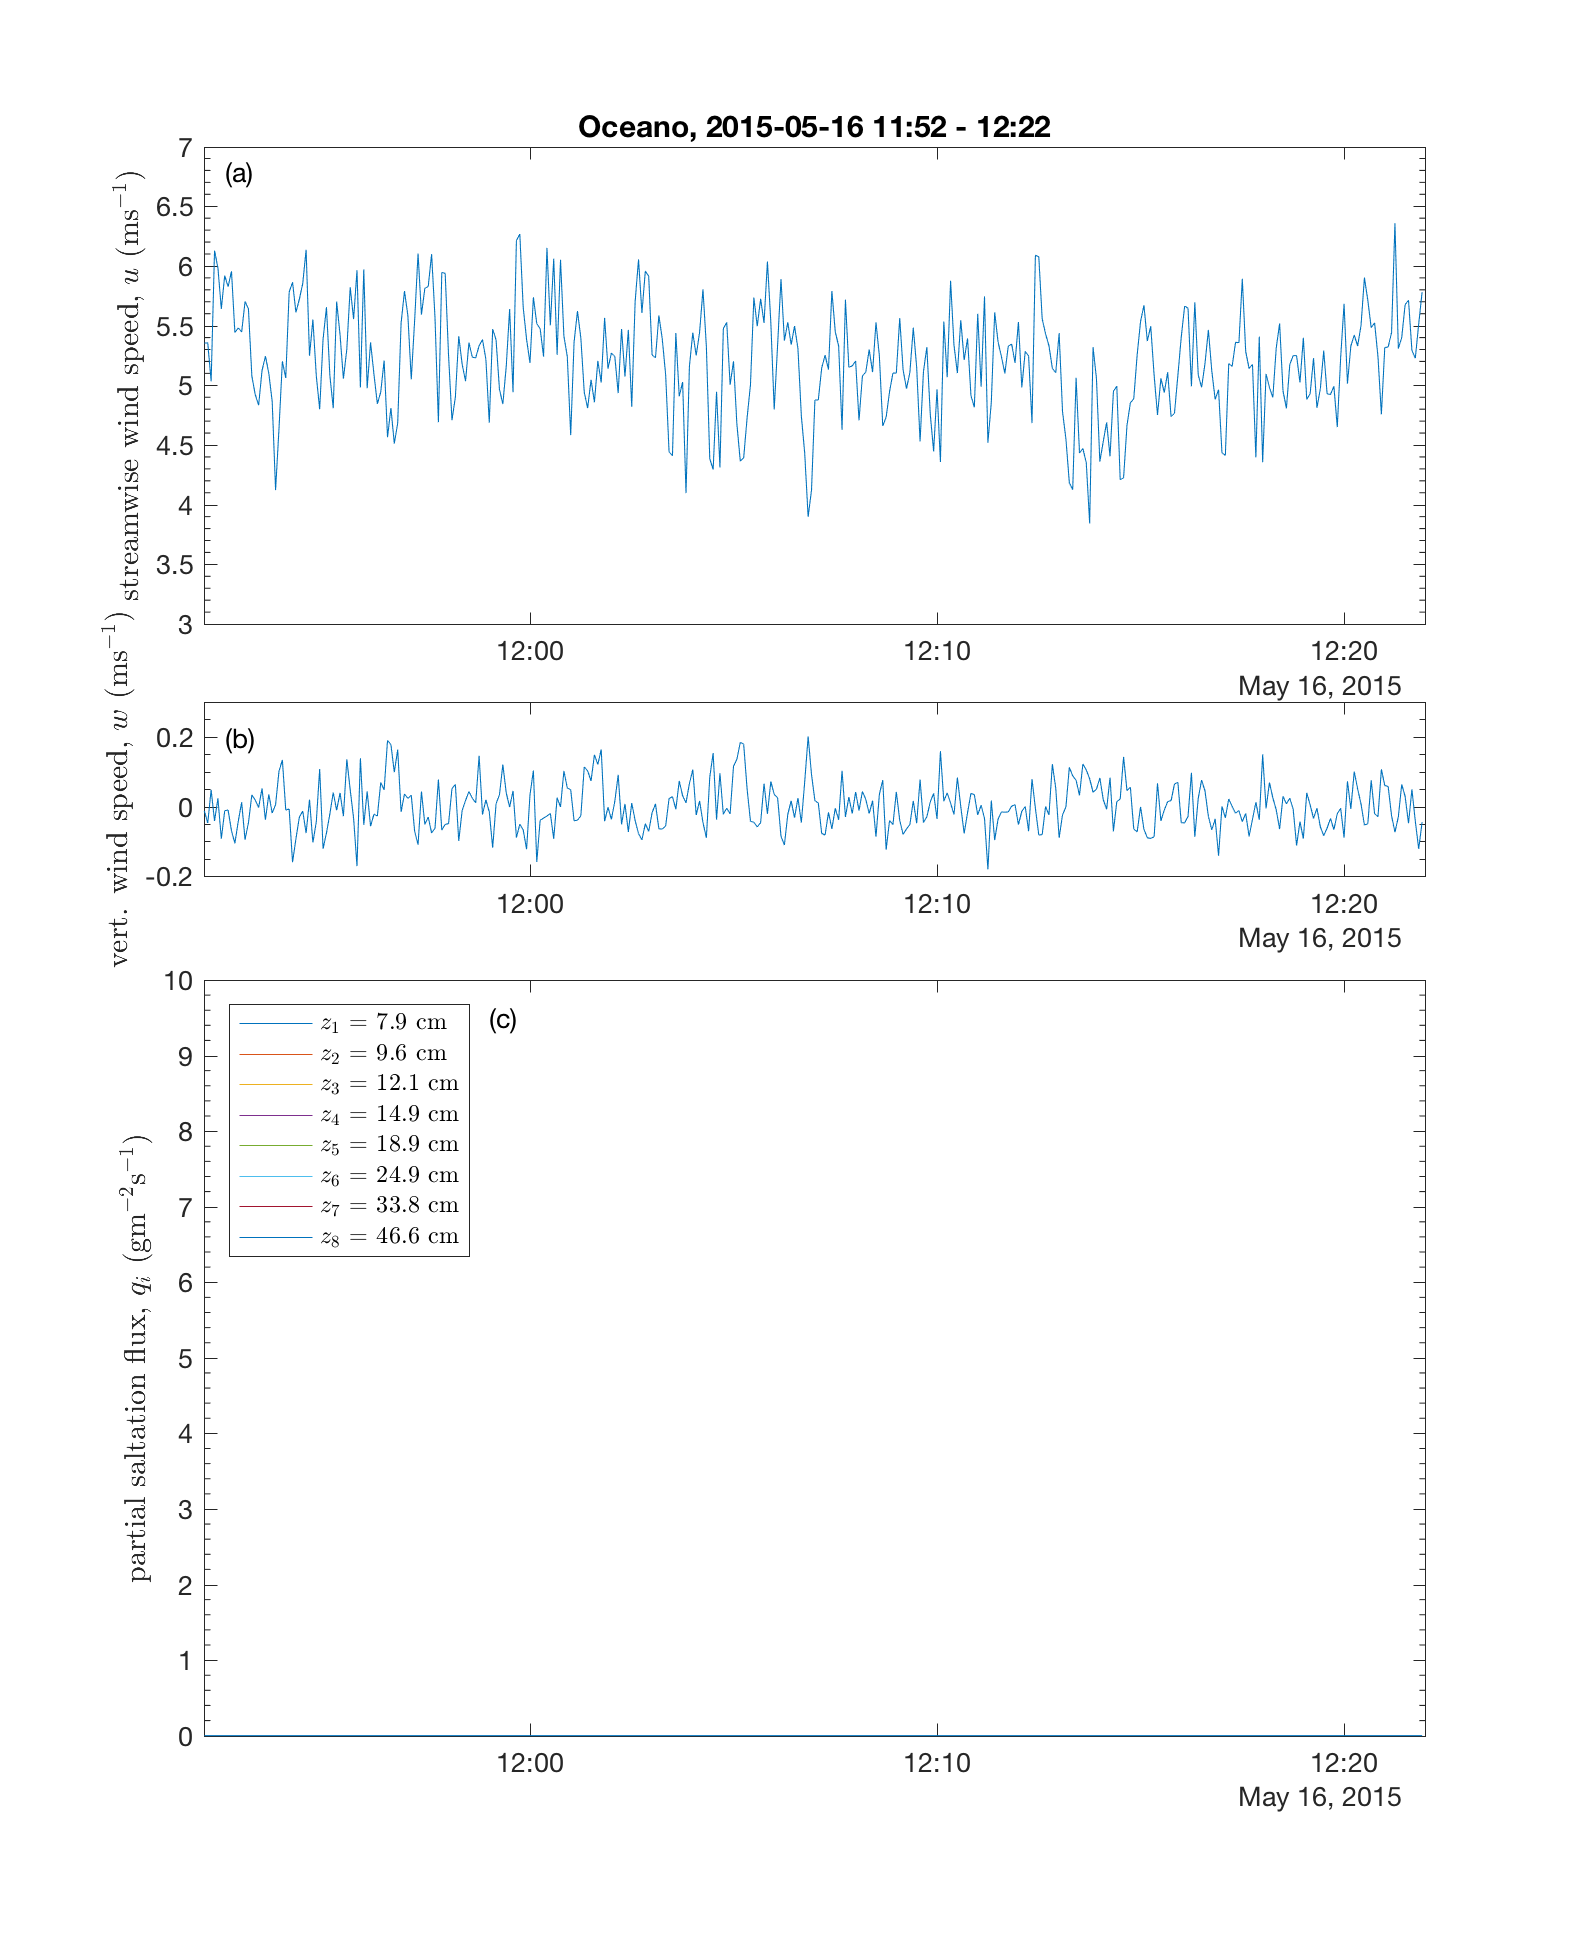 Oceano, 2015-05-16 11:52 - 12:22
(a)
streamwise wind speed, u (ms⁻¹)
7
6.5
6
5.5
5
4.5
4
3.5
3
12:00 12:10 12:20
May 16, 2015
(b)
vert. wind speed, w (ms⁻¹)
0.2
0
-0.2
12:00 12:10 12:20
May 16, 2015
(c)
partial saltation flux, qᵢ (gm⁻²s⁻¹)
10
9
8
7
6
5
4
3
2
1
0
z₁ = 7.9 cm
z₂ = 9.6 cm
z₃ = 12.1 cm
z₄ = 14.9 cm
z₅ = 18.9 cm
z₆ = 24.9 cm
z₇ = 33.8 cm
z₈ = 46.6 cm
12:00 12:10 12:20
May 16, 2015